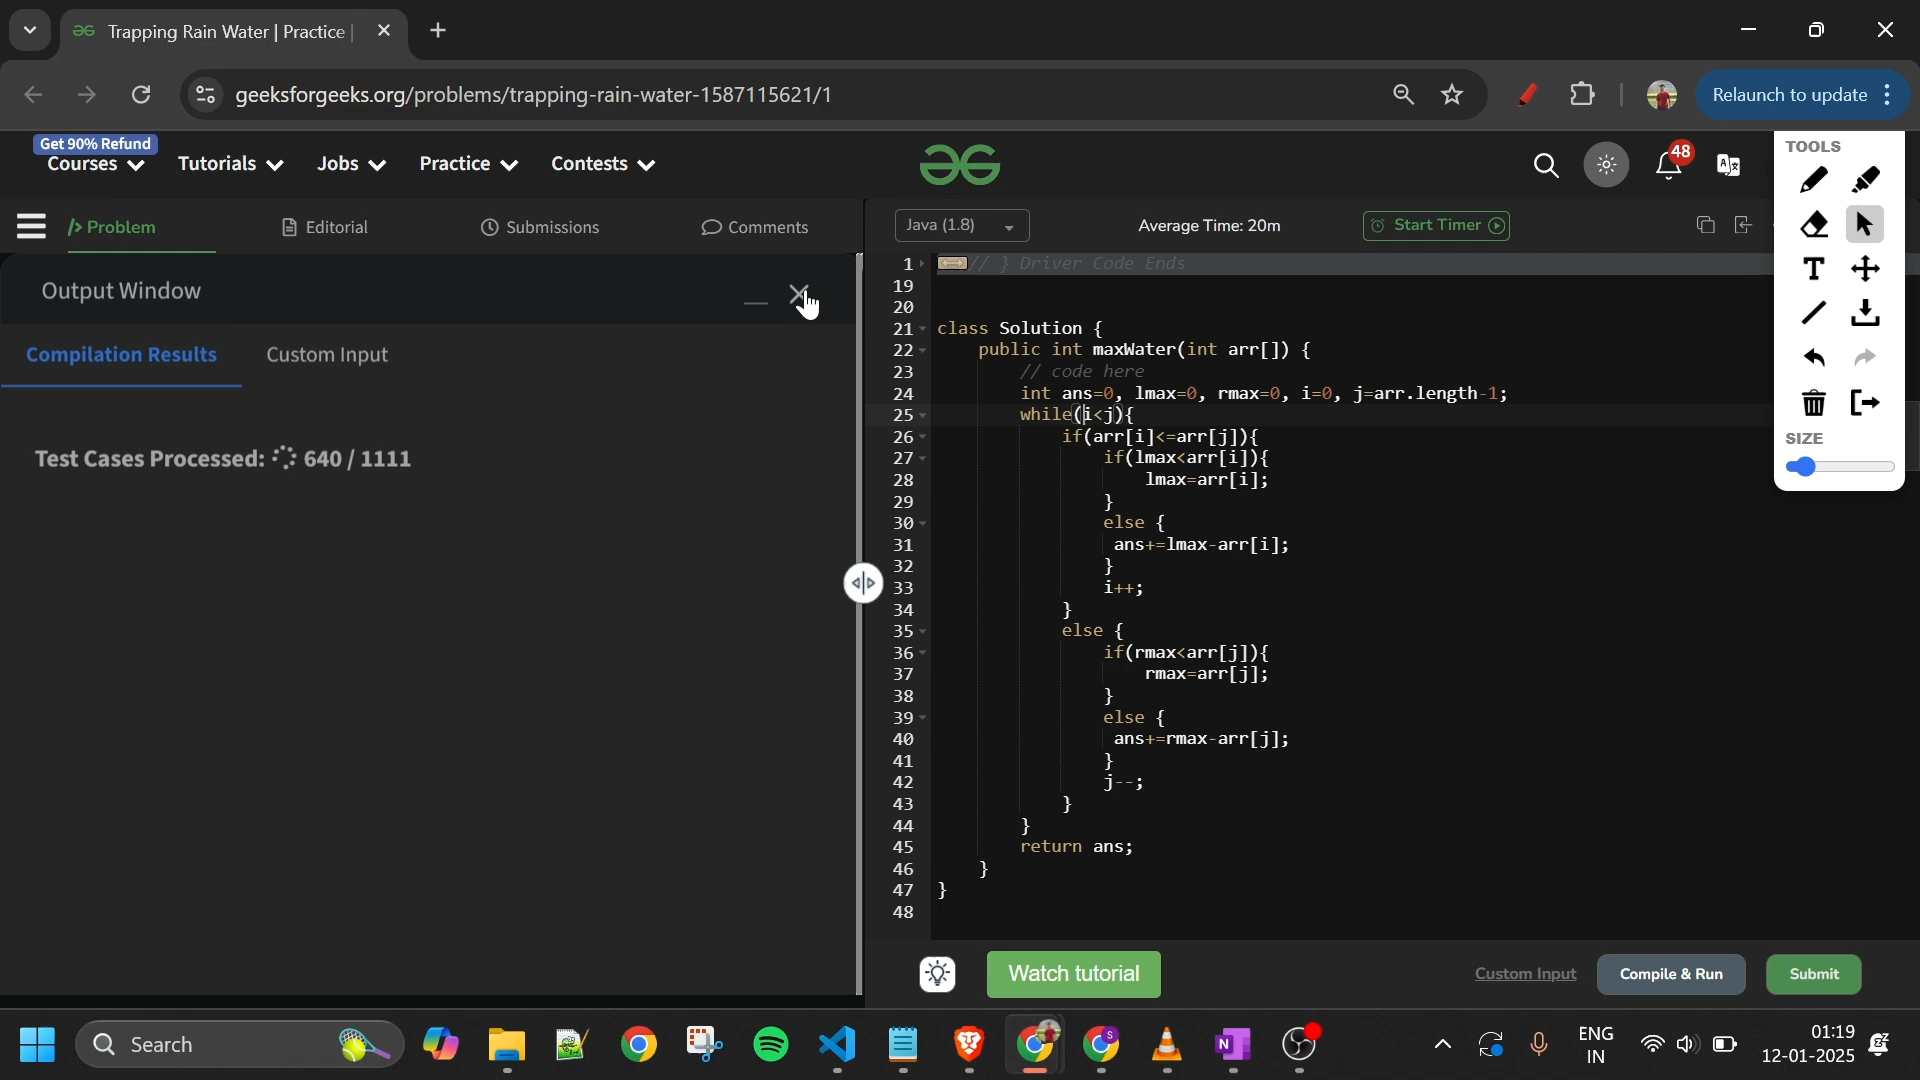 Trapping Rain Water | Practice |
geeksforgeeks.org/problems/trapping-rain-water-1587115621/1
Relaunch to update
Get 90% Refund
Courses
Tutorials
Jobs
Practice
Contests
48
TOOLS
T
SIZE
Problem
Editorial
Submissions
Comments
Output Window
Compilation Results
Custom Input
Test Cases Processed: 640 / 1111
Java (1.8)
Average Time: 20m
Start Timer
1 // } Driver Code Ends
19
20
21 class Solution {
22 public int maxWater(int arr[]) {
23 // code here
24 int ans=0, lmax=0, rmax=0, i=0, j=arr.length-1;
25 while(i<j){
26 if(arr[i]<=arr[j]){
27 if(lmax<arr[i]){
28 lmax=arr[i];
29 }
30 else {
31 ans+=lmax-arr[i];
32 }
33 i++;
34 }
35 else {
36 if(rmax<arr[j]){
37 rmax=arr[j];
38 }
39 else {
40 ans+=rmax-arr[j];
41 }
42 j--;
43 }
44 }
45 return ans;
46 }
47 }
48
Watch tutorial
Custom Input
Compile & Run
Submit
Search
ENG
IN
01:19
12-01-2025